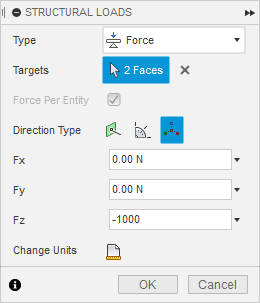 STRUCTURAL LOADS
Type Force
Targets 2 Faces
Force Per Entity
Direction Type
Fx 0.00 N
Fy 0.00 N
Fz -1000
Change Units
OK Cancel